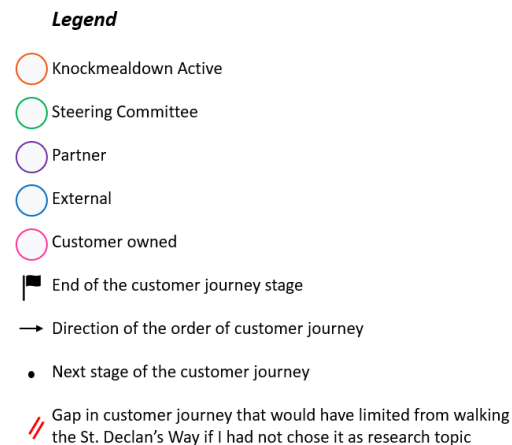 Legend
Knockmealdown Active
Steering Committee
Partner
External
Customer owned
End of the customer journey stage
Direction of the order of customer journey
Next stage of the customer journey
Gap in customer journey that would have limited from walking
the St. Declan’s Way if I had not chose it as research topic